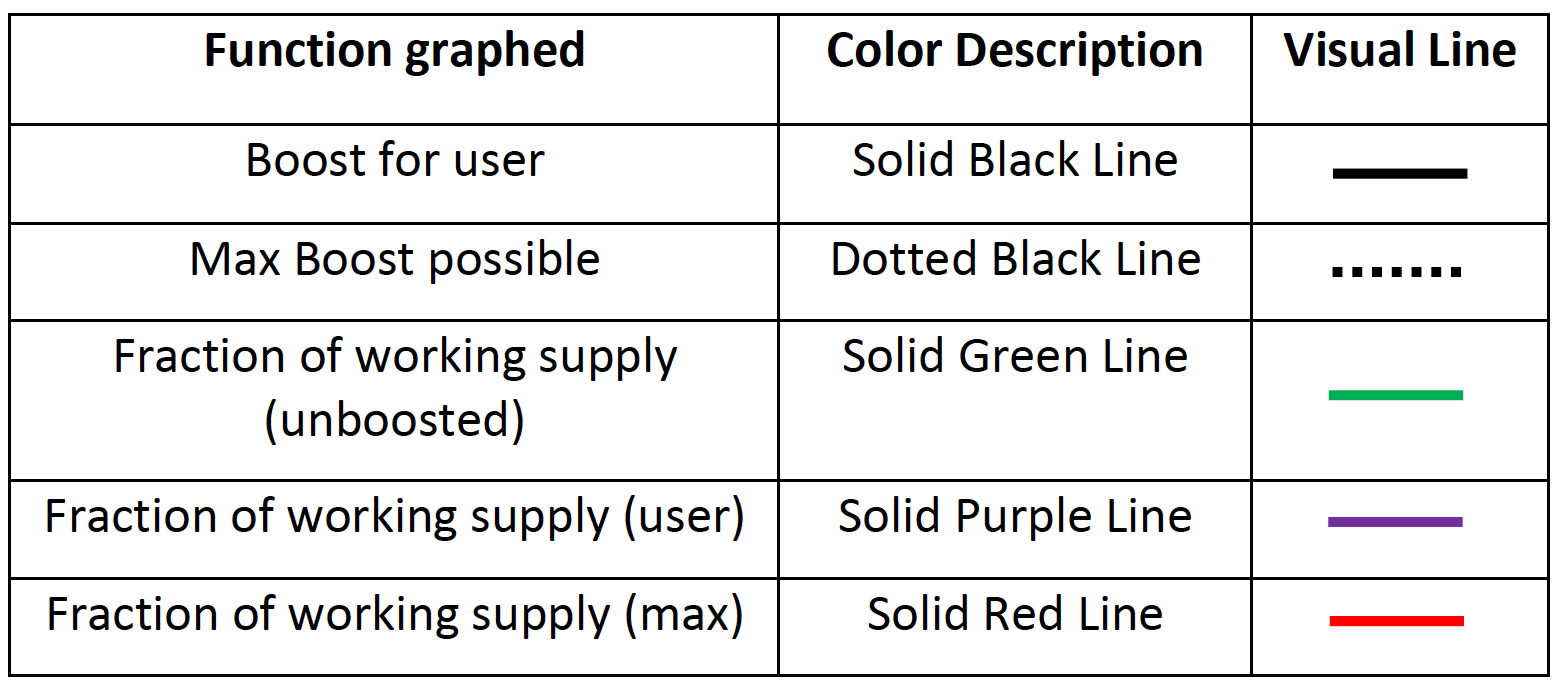 Function graphed Color Description Visual Line
Boost for user Solid Black Line
Max Boost possible Dotted Black Line
Fraction of working supply Solid Green Line
(unboosted)
Fraction of working supply (user) Solid Purple Line
Fraction of working supply (max) Solid Red Line